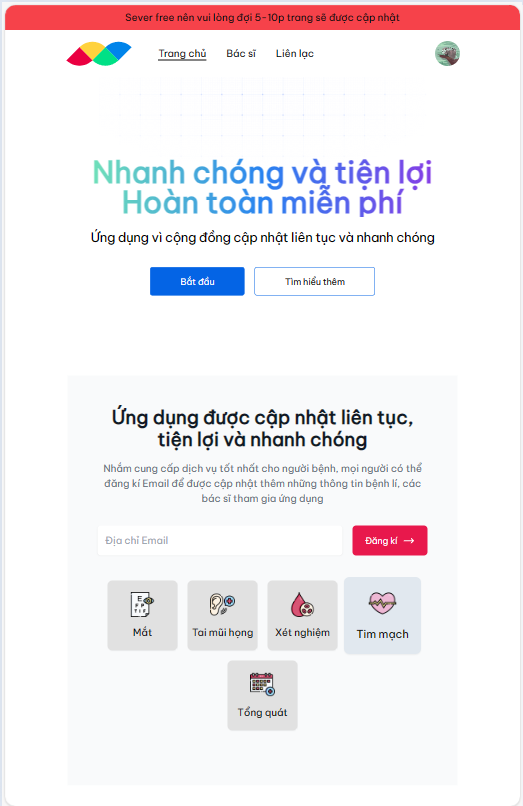 Sever free nên vui lòng đợi 5-10p trang sẽ được cập nhật
Trang chủ Bác sĩ Liên lạc
Nhanh chóng và tiện lợi
Hoàn toàn miễn phí
Ứng dụng vì cộng đồng cập nhật liên tục và nhanh chóng
Bắt đầu Tìm hiểu thêm
Ứng dụng được cập nhật liên tục,
tiện lợi và nhanh chóng
Nhầm cung cấp dịch vụ tốt nhất cho người bệnh, mọi người có thể
đăng kí Email để được cập nhật thêm những thông tin bệnh lí, các
bác sĩ tham gia ứng dụng
Địa chỉ Email Đăng kí →
E
FP
TIF
Mắt Tai mũi họng Xét nghiệm Tim mạch
Tổng quát